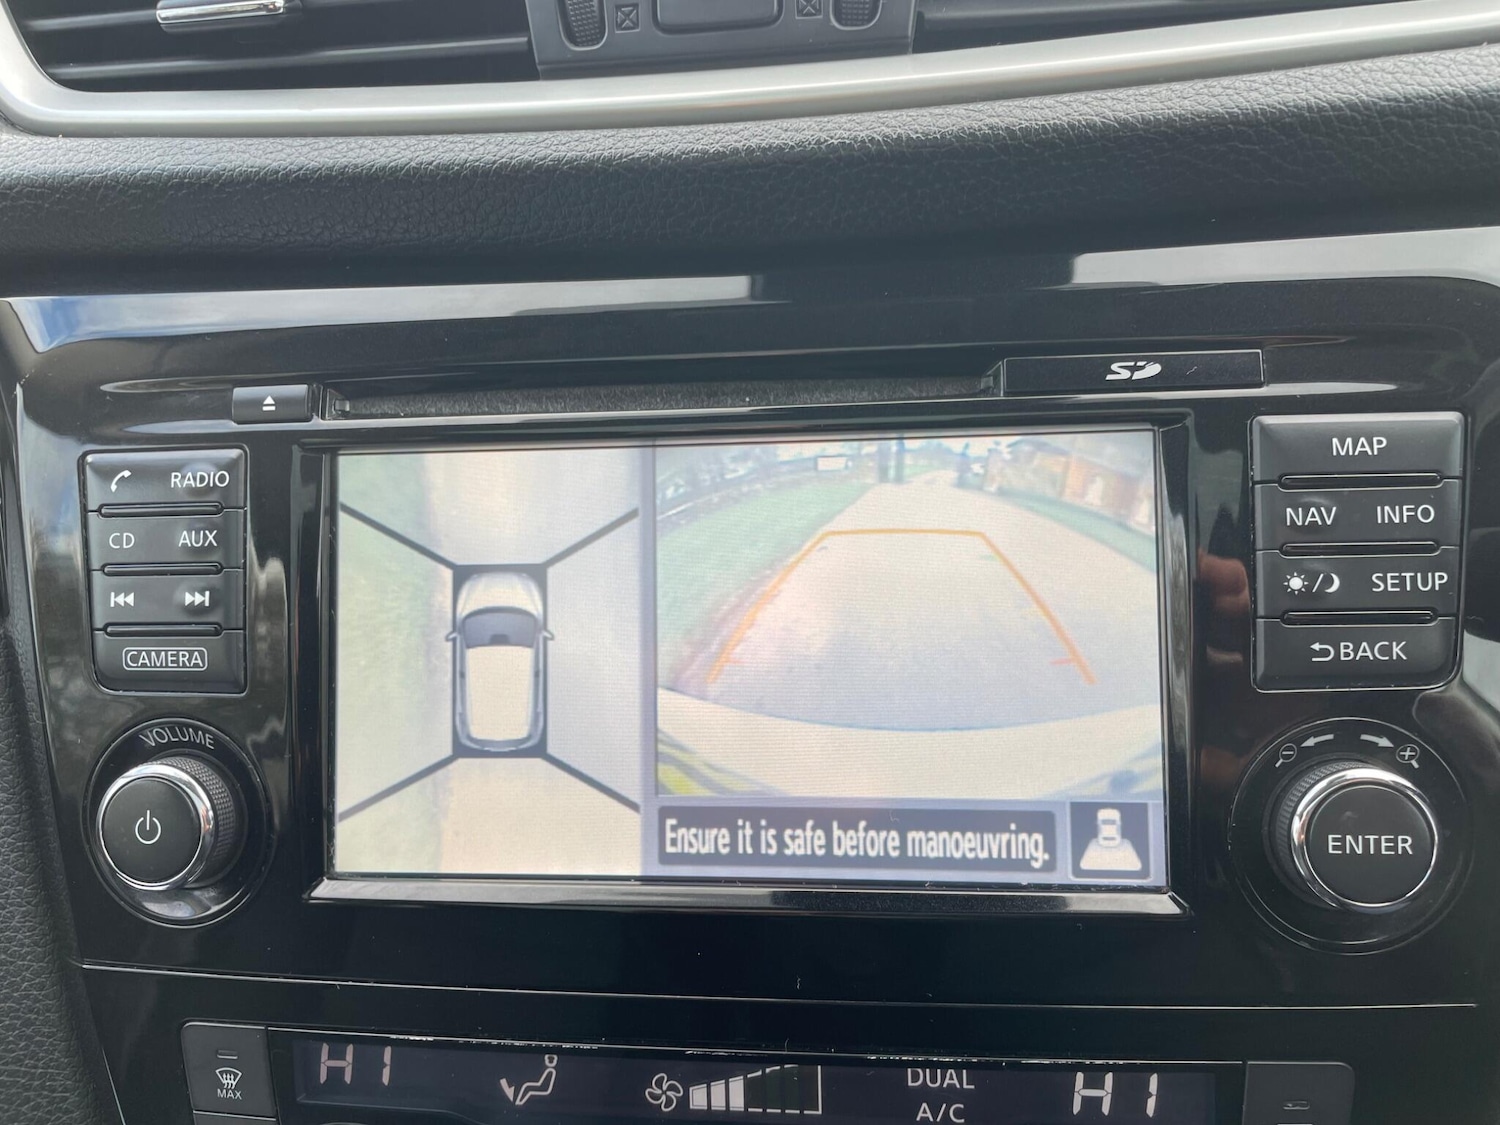 SD
RADIO
CD AUX
CAMERA
VOLUME
MAP
NAV INFO
SETUP
BACK
ENTER
Ensure it is safe before manoeuvring.
MAX
HI
DUAL
A/C
HI